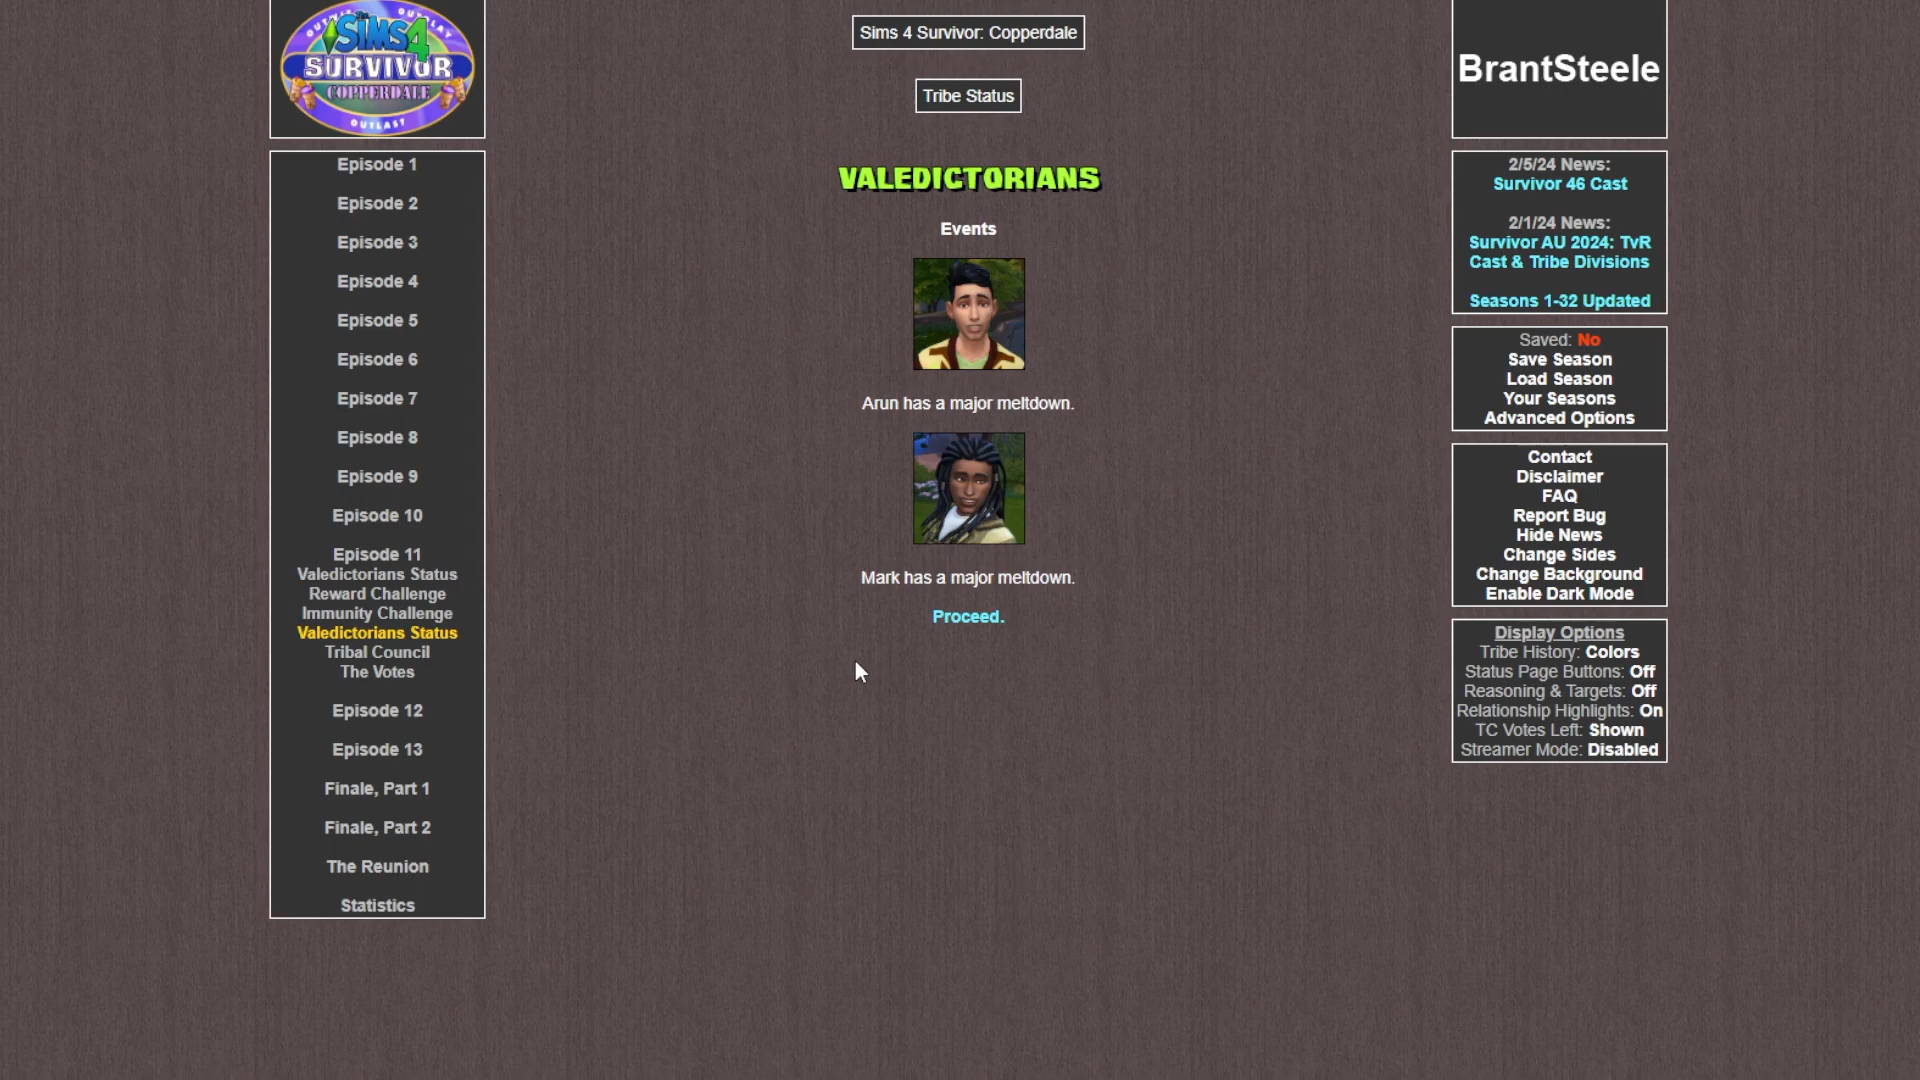 OUTWIT OUTPLAY
The SiMS 4
SURVIVOR
COPPERDALE
OUTLAST
Episode 1
Episode 2
Episode 3
Episode 4
Episode 5
Episode 6
Episode 7
Episode 8
Episode 9
Episode 10
Episode 11
Valedictorians Status
Reward Challenge
Immunity Challenge
Valedictorians Status
Tribal Council
The Votes
Episode 12
Episode 13
Finale, Part 1
Finale, Part 2
The Reunion
Statistics
Sims 4 Survivor: Copperdale
Tribe Status
VALEDICTORIANS
Events
Arun has a major meltdown.
Mark has a major meltdown.
Proceed.
BrantSteele
2/5/24 News:
Survivor 46 Cast
2/1/24 News:
Survivor AU 2024: TvR
Cast & Tribe Divisions
Seasons 1-32 Updated
Saved: No
Save Season
Load Season
Your Seasons
Advanced Options
Contact
Disclaimer
FAQ
Report Bug
Hide News
Change Sides
Change Background
Enable Dark Mode
Display Options
Tribe History: Colors
Status Page Buttons: Off
Reasoning & Targets: Off
Relationship Highlights: On
TC Votes Left: Shown
Streamer Mode: Disabled